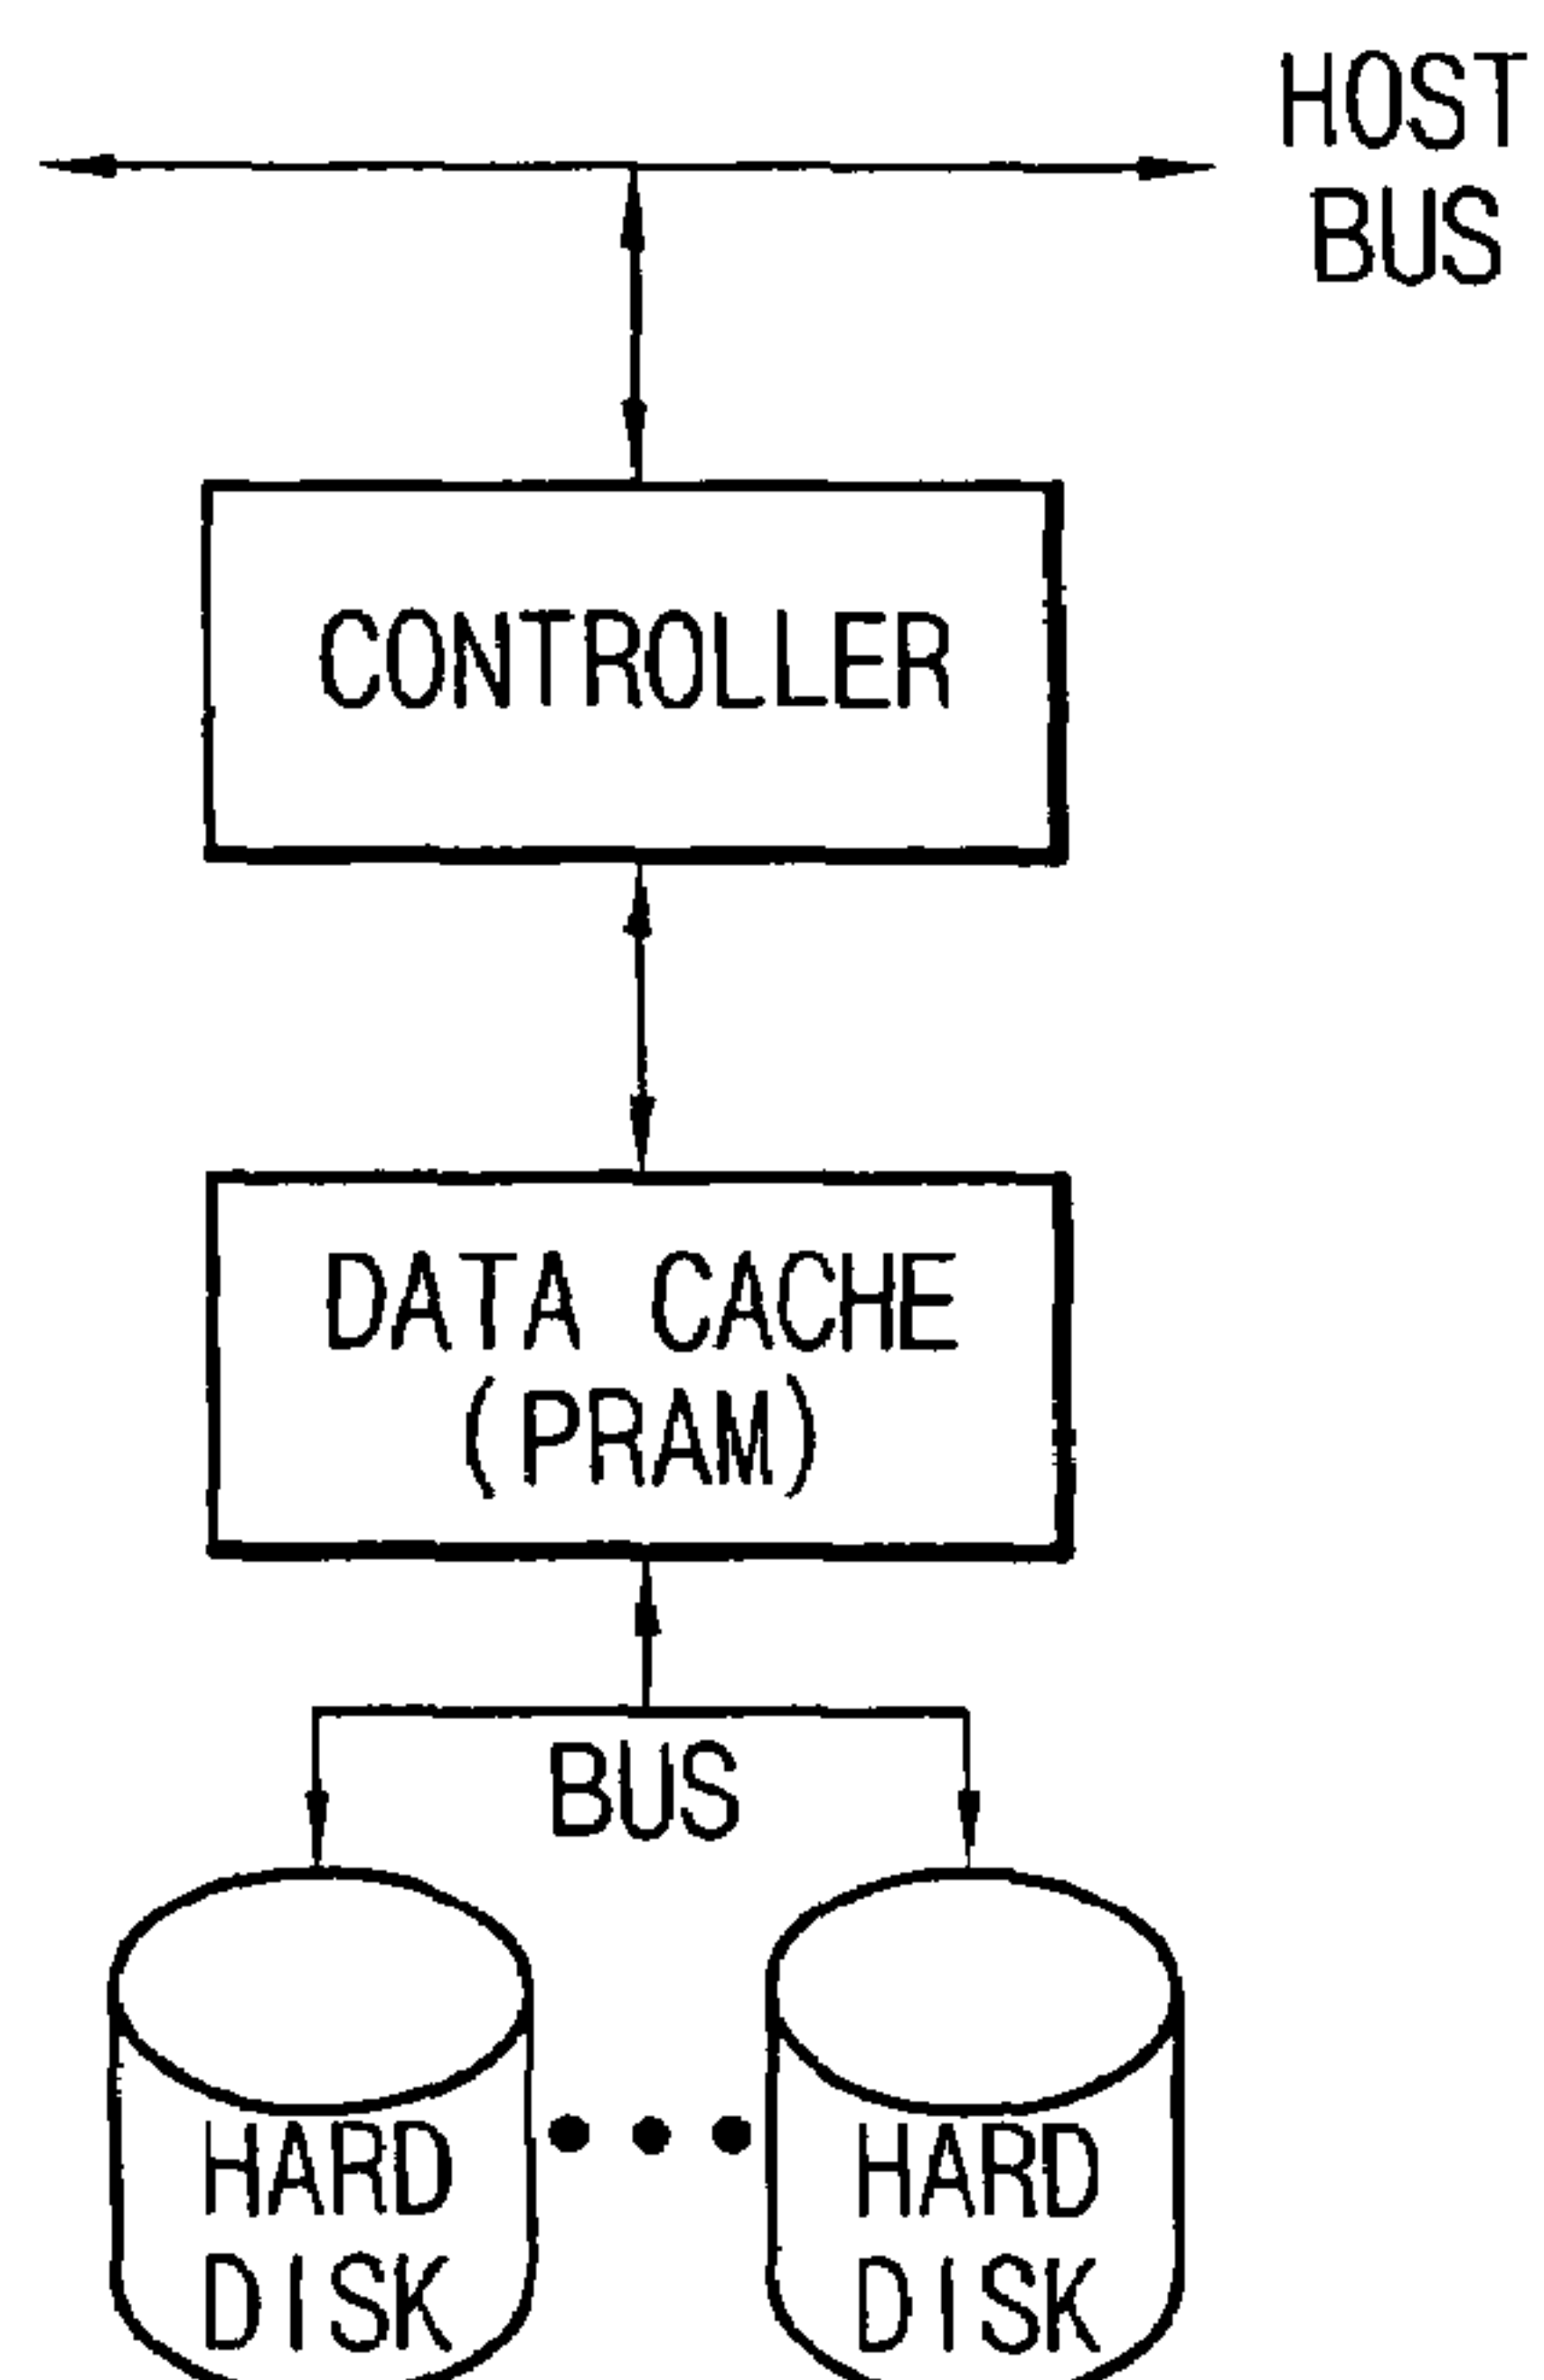 HOST
BUS
CONTROLLER
DATA CACHE
(PRAM)
BUS
HARD
DISK
HARD
DISK